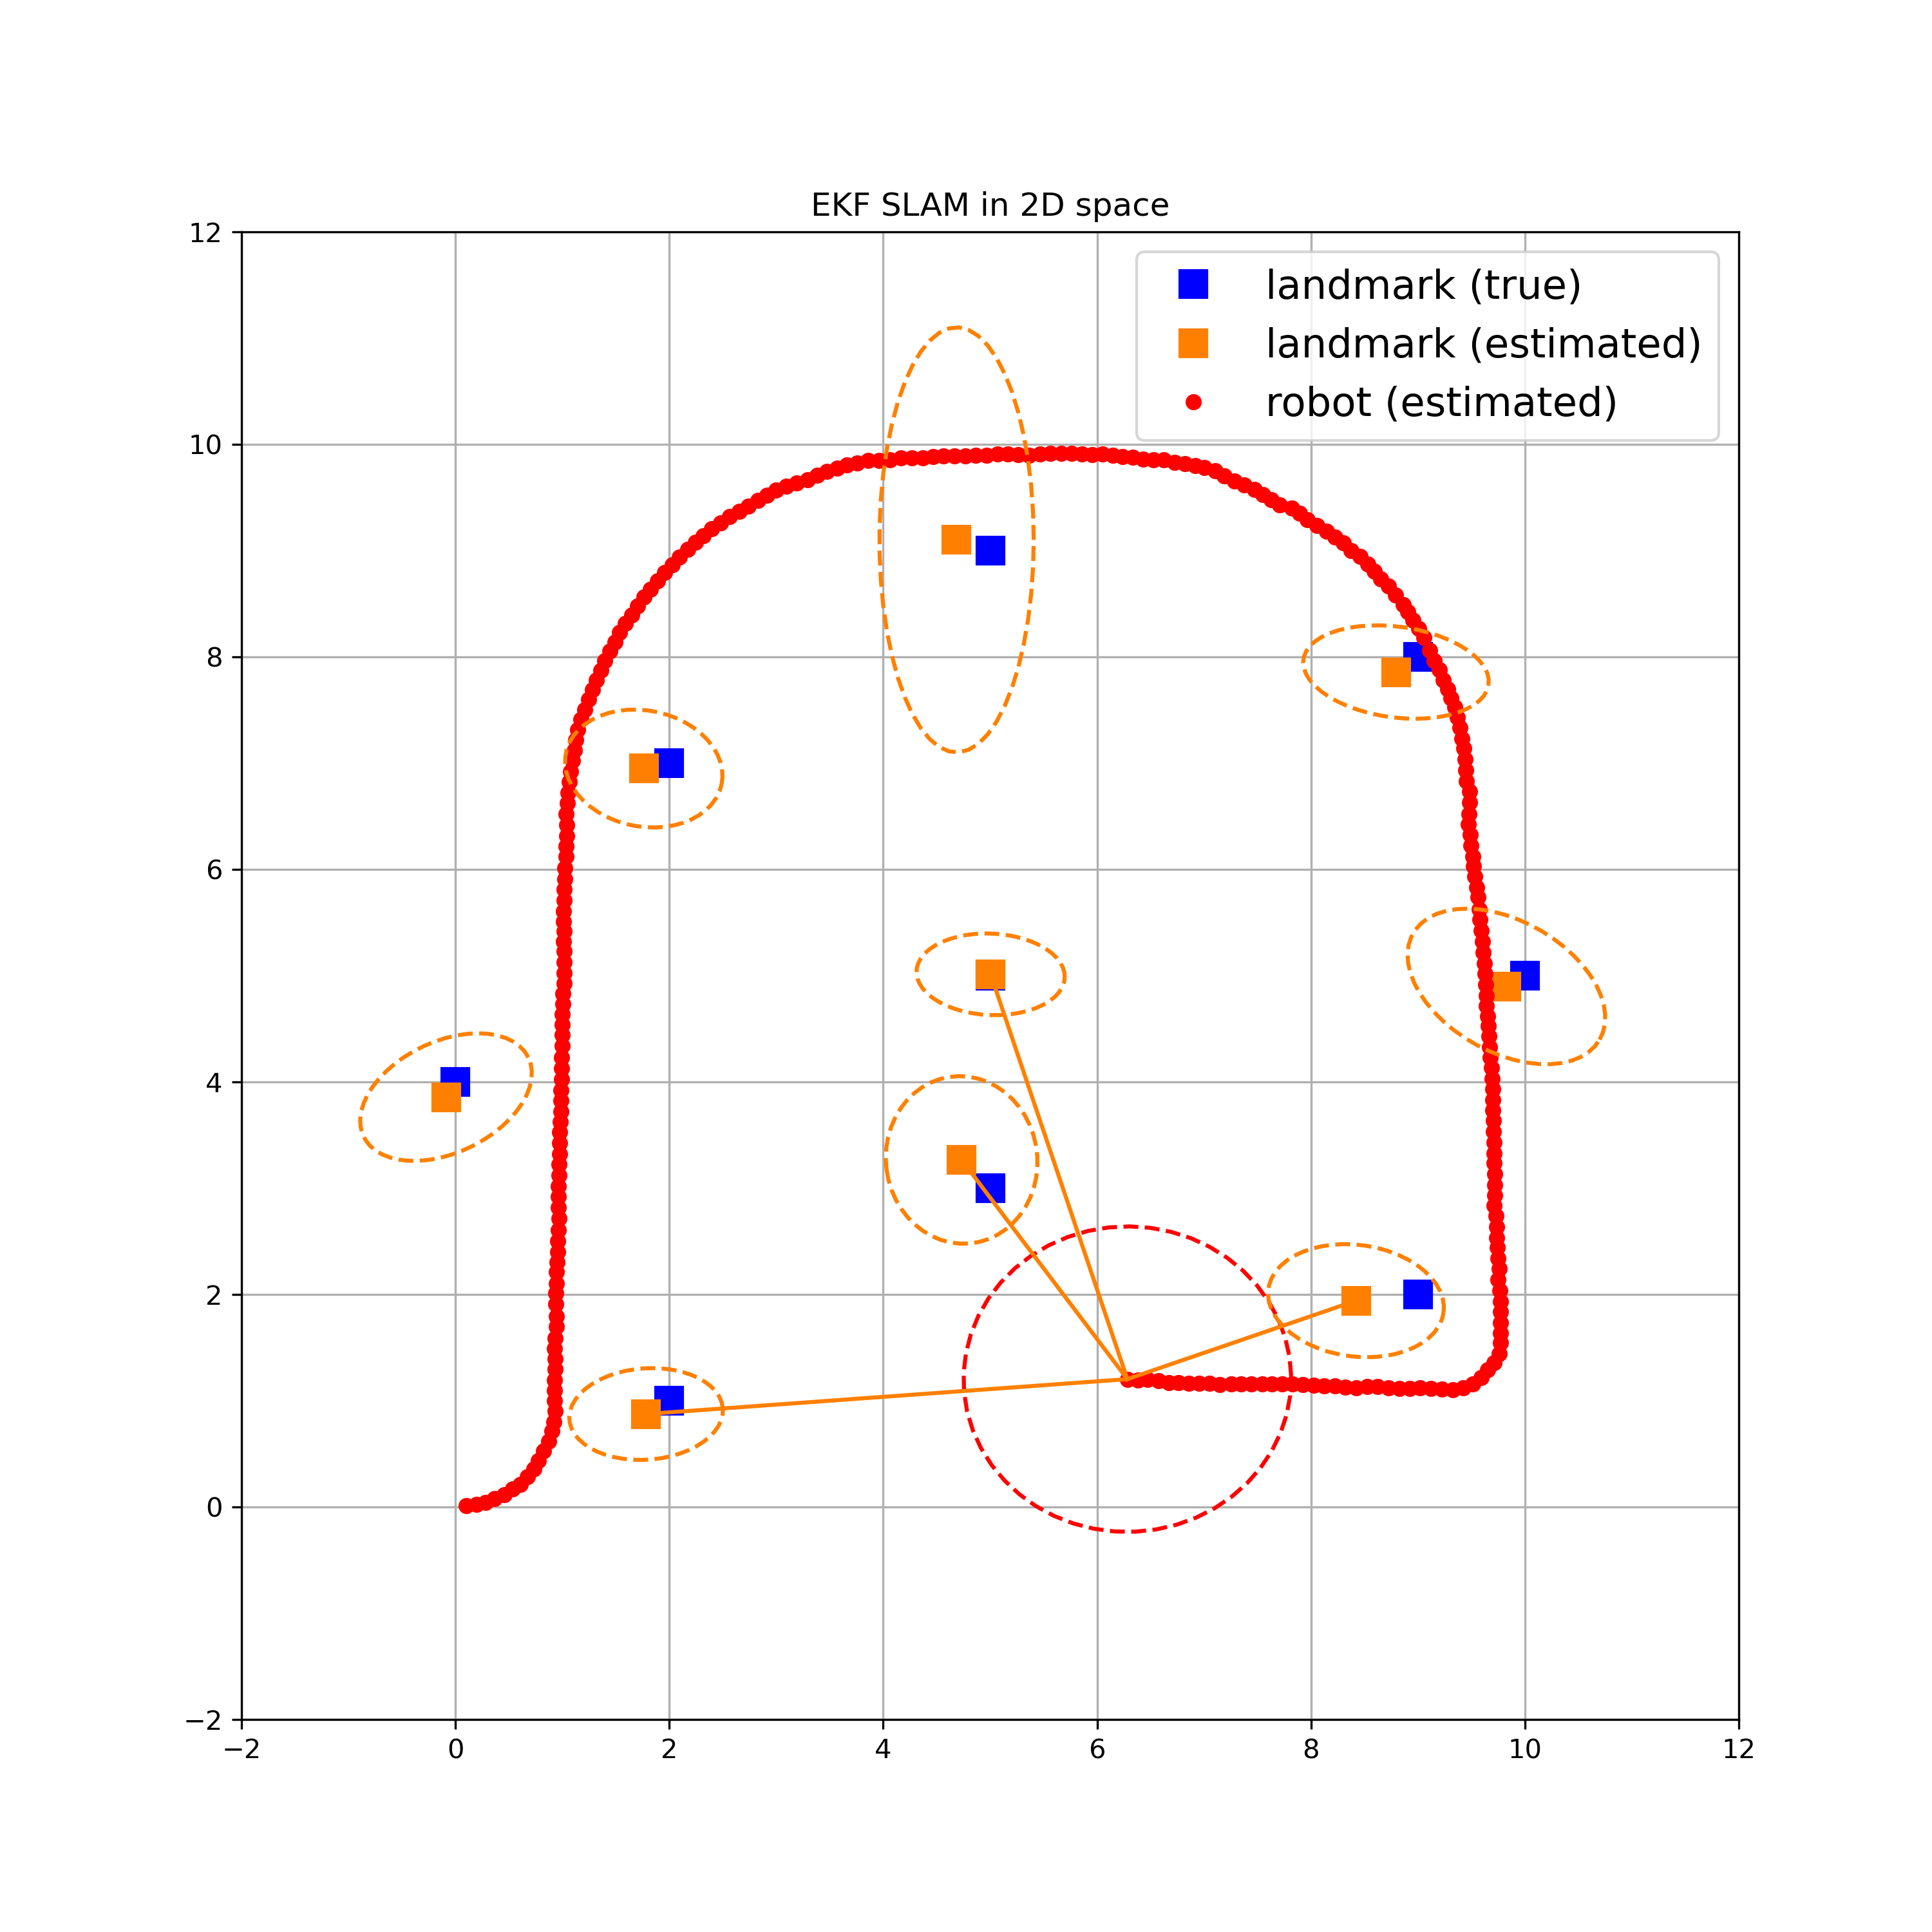 EKF SLAM in 2D space
12
10
8
6
4
2
0
−2
landmark (true)
landmark (estimated)
robot (estimated)
−2 0 2 4 6 8 10 12